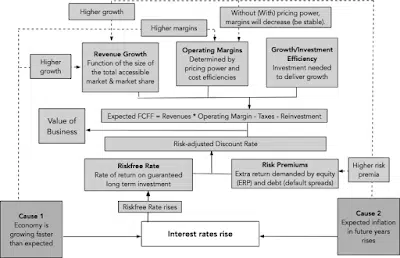 Higher growth
Higher margins
Without (With) pricing power,
margins will decrease (be stable).
Higher
growth
Revenue Growth
Function of the size of
the total accessible
market & market share
Operating Margins
Determined by
pricing power and
cost efficiencies
Growth/Investment
Efficiency
Investment needed
to deliver growth
Expected FCFF = Revenues * Operating Margin - Taxes - Reinvestment
Value of
Business
Risk-adjusted Discount Rate
Riskfree Rate
Rate of return on guaranteed
long term investment
Risk Premiums
Extra return demanded by equity
(ERP) and debt (default spreads)
Higher risk
premia
Cause 1
Economy is
growing faster
than expected
Riskfree Rate rises
Interest rates rise
Cause 2
Expected inflation
in future years
rises